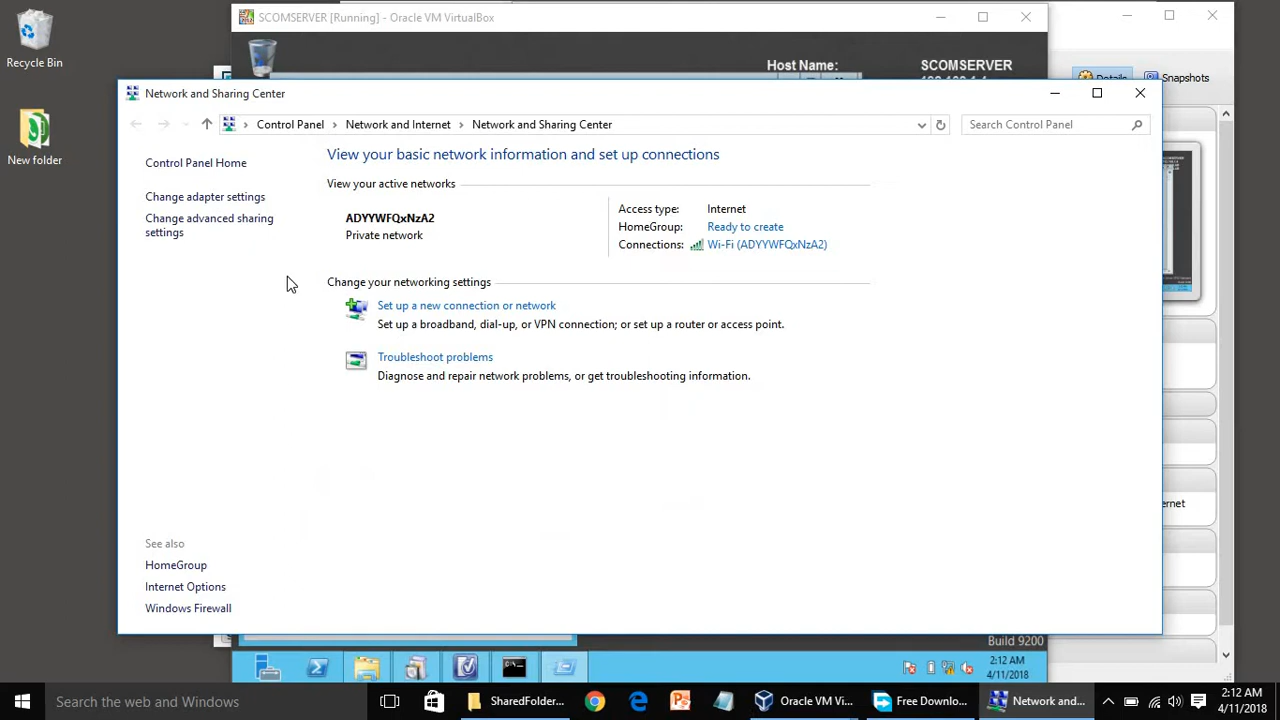 Recycle Bin
New folder
SCOMSERVER [Running] - Oracle VM VirtualBox
Host Name: SCOMSERVER
Details
Snapshots
Network and Sharing Center
Control Panel
Network and Internet
Network and Sharing Center
Search Control Panel
Control Panel Home
Change adapter settings
Change advanced sharing
settings
View your basic network information and set up connections
View your active networks
ADYYWFQxNzA2
Private network
Access type: Internet
HomeGroup: Ready to create
Connections: Wi-Fi (ADYYWFQxNzA2)
Change your networking settings
Set up a new connection or network
Set up a broadband, dial-up, or VPN connection; or set up a router or access point.
Troubleshoot problems
Diagnose and repair network problems, or get troubleshooting information.
ernet
See also
HomeGroup
Internet Options
Windows Firewall
Build 9200
2:12 AM
4/11/2018
Search the web and Windows
SharedFolder...
Oracle VM Vi...
Free Downlo...
Network and...
2:12 AM
4/11/2018